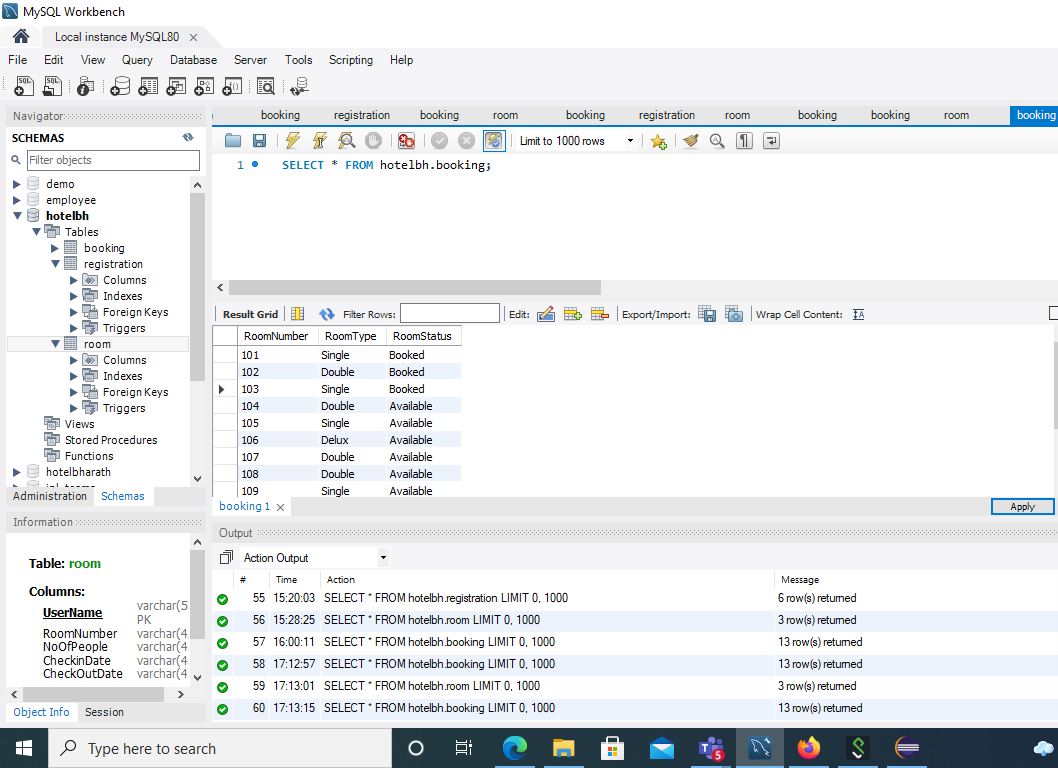 MySQL Workbench
Local instance MySQL80
File Edit View Query Database Server Tools Scripting Help
Navigator
SCHEMAS
Filter objects
demo
employee
hotelbh
Tables
booking
registration
Columns
Indexes
Foreign Keys
Triggers
room
Columns
Indexes
Foreign Keys
Triggers
Views
Stored Procedures
Functions
hotelbharath
Administration Schemas
Information
Table: room
Columns:
UserName varchar(5
PK
RoomNumber varchar(4
NoOfPeople varchar(4
CheckinDate varchar(4
CheckOutDate varchar(4
Object Info Session
booking registration booking room booking registration room booking booking room booking
Limit to 1000 rows
1 SELECT * FROM hotelbh.booking;
Result Grid Filter Rows: Edit: Export/Import: Wrap Cell Content: IA
RoomNumber RoomType RoomStatus
101 Single Booked
102 Double Booked
103 Single Booked
104 Double Available
105 Single Available
106 Delux Available
107 Double Available
108 Double Available
109 Single Available
booking 1
Apply
Output
Action Output
# Time Action Message
55 15:20:03 SELECT * FROM hotelbh.registration LIMIT 0, 1000 6 row(s) returned
56 15:28:25 SELECT * FROM hotelbh.room LIMIT 0, 1000 3 row(s) returned
57 16:00:11 SELECT * FROM hotelbh.booking LIMIT 0, 1000 13 row(s) returned
58 17:12:57 SELECT * FROM hotelbh.booking LIMIT 0, 1000 13 row(s) returned
59 17:13:01 SELECT * FROM hotelbh.room LIMIT 0, 1000 3 row(s) returned
60 17:13:15 SELECT * FROM hotelbh.booking LIMIT 0, 1000 13 row(s) returned
Type here to search
5